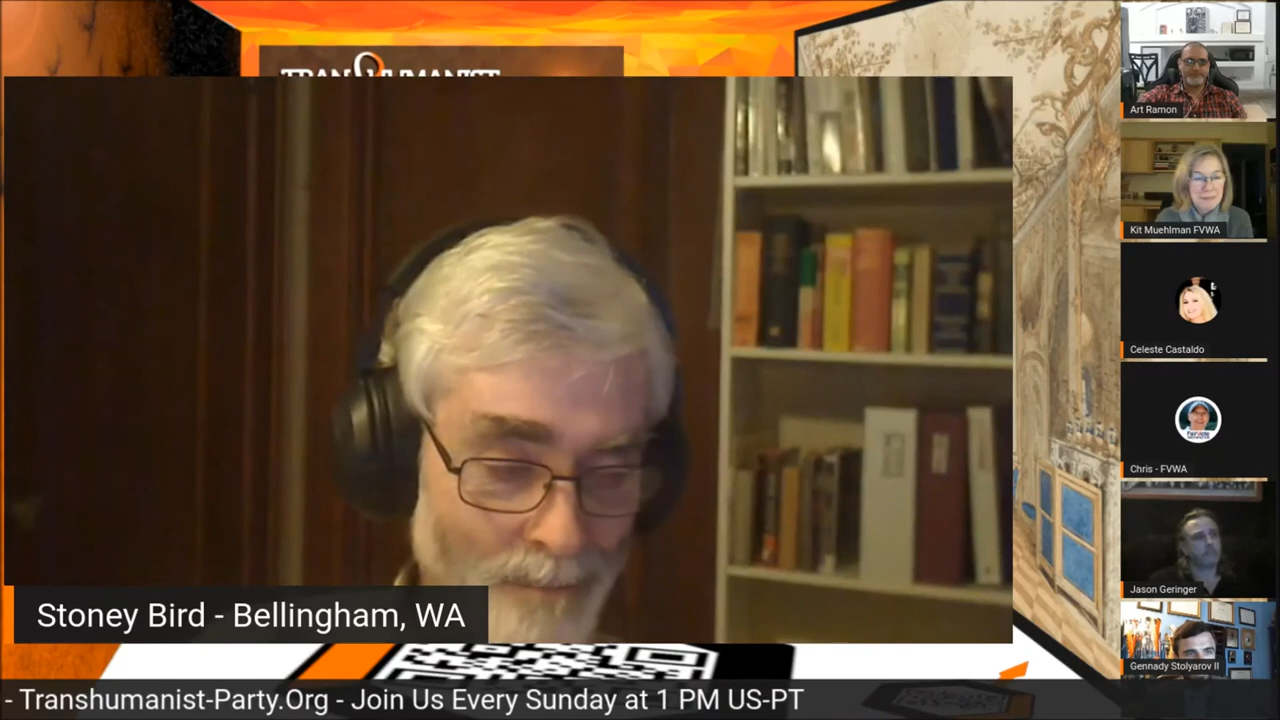 TRANSHUMANIST
Art Ramon
Kit Muehlman FVWA
Celeste Castaldo
Chris - FVWA
Jason Geringer
Gennady Stolyarov II
Stoney Bird - Bellingham, WA
- Transhumanist-Party.Org - Join Us Every Sunday at 1 PM US-PT